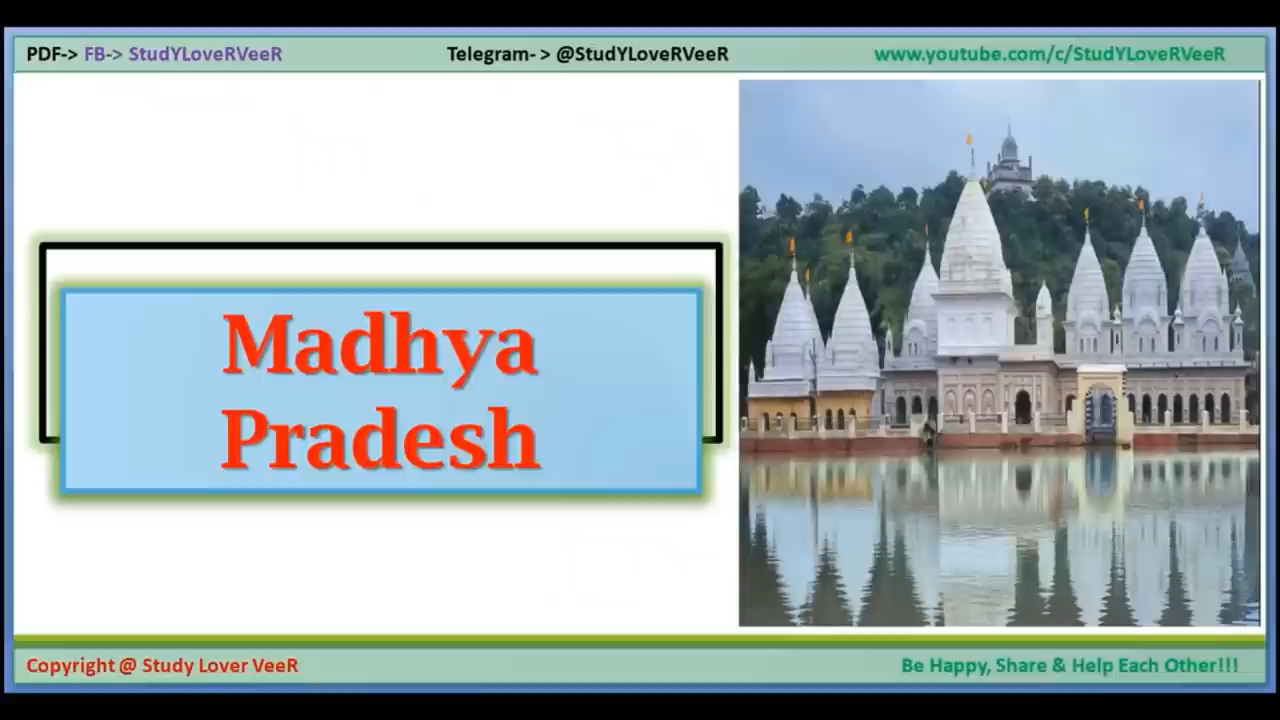 PDF-> FB-> StudYLoveRVeeR
Telegram- > @StudYLoveRVeeR
www.youtube.com/c/StudYLoveRVeeR
Madhya
Pradesh
Copyright @ Study Lover VeeR
Be Happy, Share & Help Each Other!!!